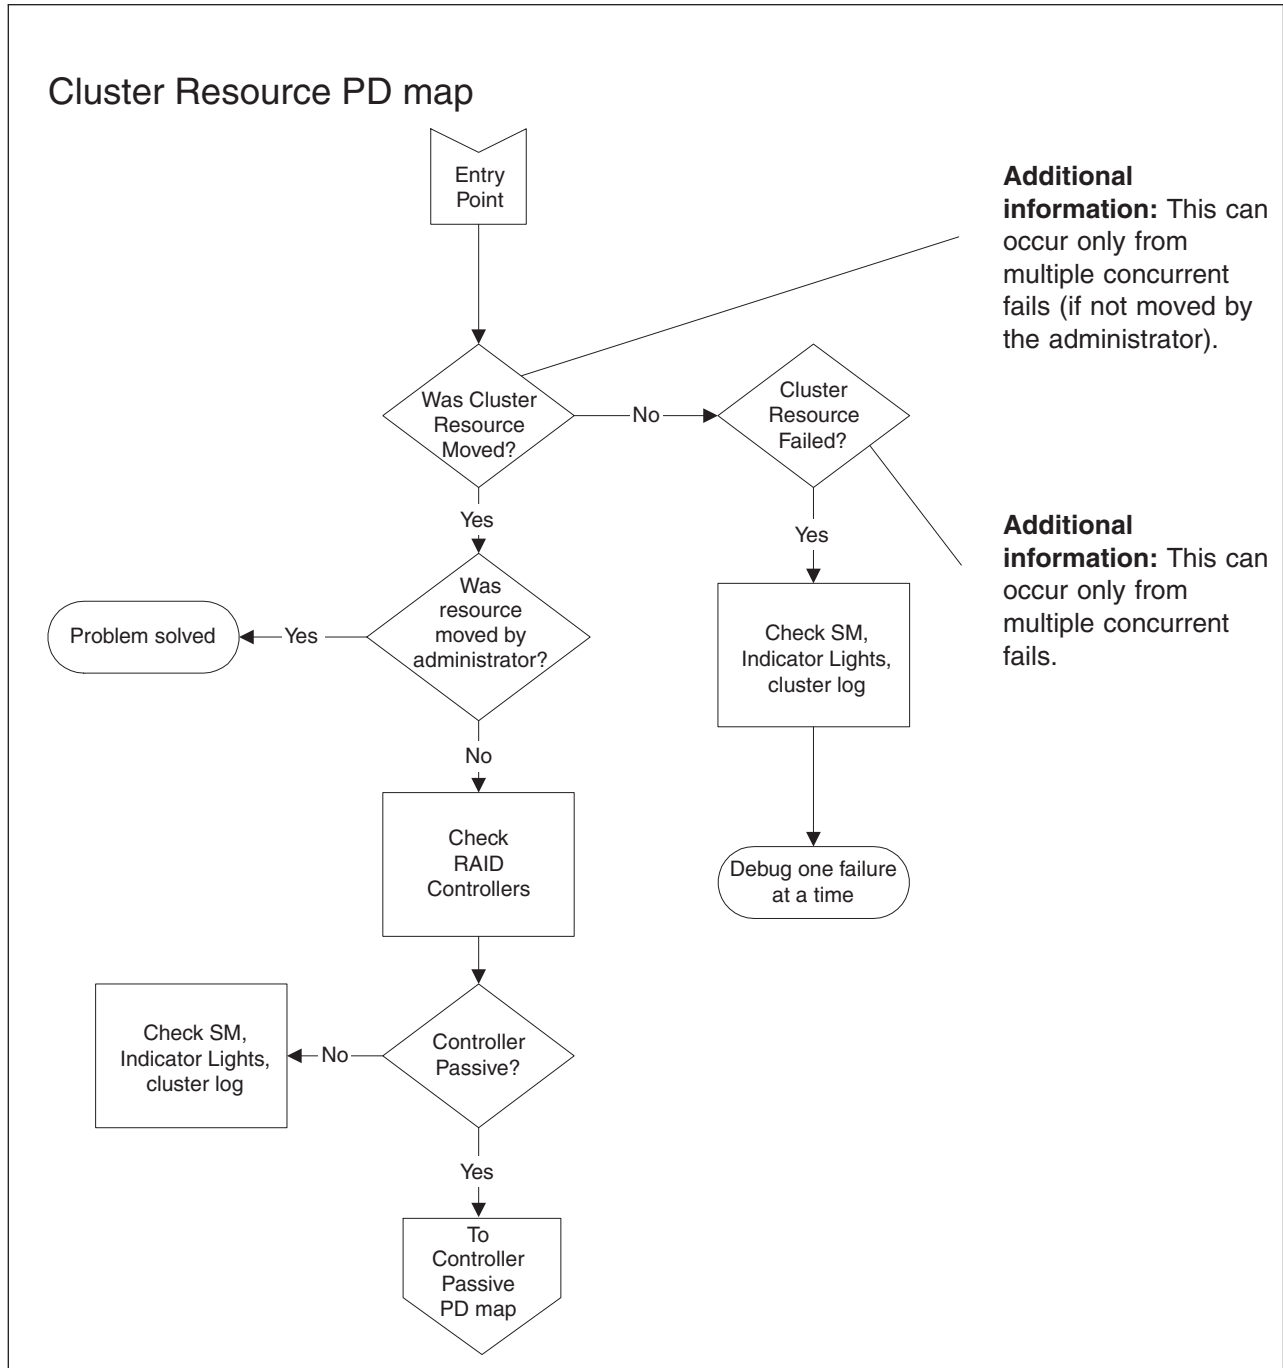 Cluster Resource PD map
Entry
Point
Additional
information: This can
occur only from
multiple concurrent
fails (if not moved by
the administrator).
Was Cluster
Resource
Moved?
No
Cluster
Resource
Failed?
Yes
Yes
Additional
information: This can
occur only from
multiple concurrent
fails.
Was
resource
moved by
administrator?
Yes
Problem solved
Check SM,
Indicator Lights,
cluster log
No
Check
RAID
Controllers
Debug one failure
at a time
Controller
Passive?
No
Check SM,
Indicator Lights,
cluster log
Yes
To
Controller
Passive
PD map